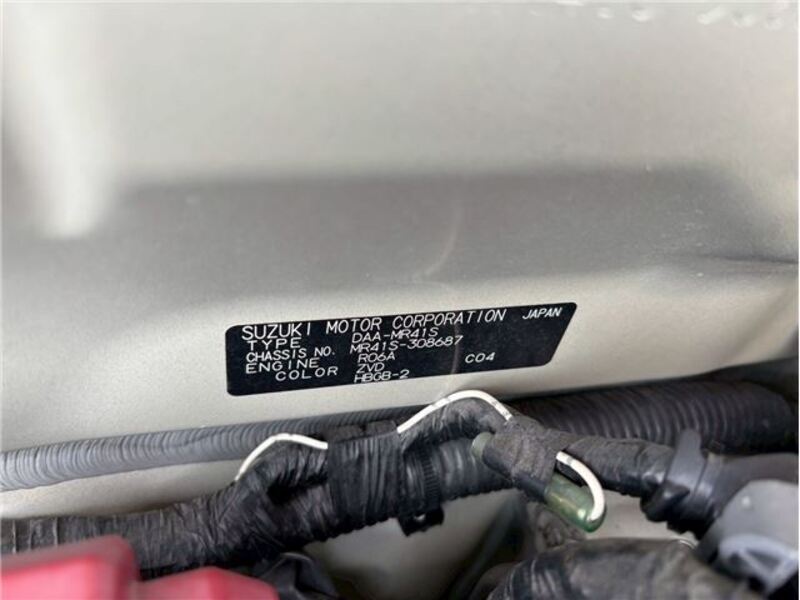 SUZUKI MOTOR CORPORATION JAPAN
TYPE DAA-MR41S
CHASSIS NO. MR41S-308687
ENGINE R06A C04
COLOR ZVD
HBGB-2